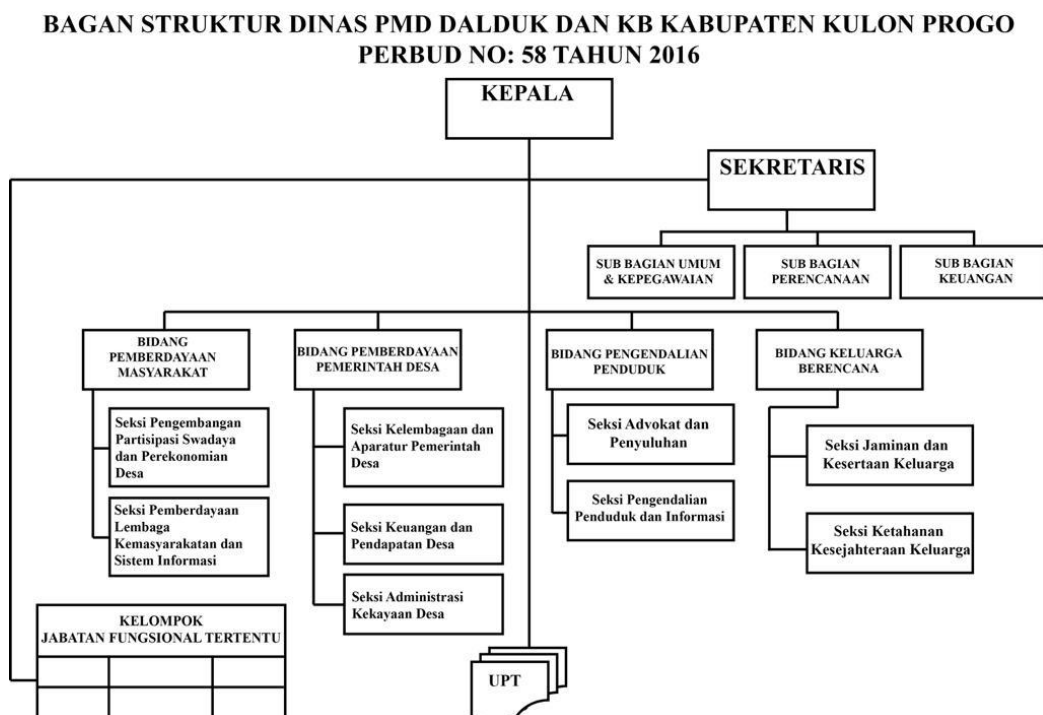 BAGAN STRUKTUR DINAS PMD DALDUK DAN KB KABUPATEN KULON PROGO
PERBUD NO: 58 TAHUN 2016
KEPALA
SEKRETARIS
SUB BAGIAN UMUM
& KEPEGAWAIAN
SUB BAGIAN
PERENCANAAN
SUB BAGIAN
KEUANGAN
BIDANG
PEMBERDAYAAN
MASYARAKAT
BIDANG PEMBERDAYAAN
PEMERINTAH DESA
BIDANG PENGENDALIAN
PENDUDUK
BIDANG KELUARGA
BERENCANA
Seksi Pengembangan
Partisipasi Swadaya
dan Perekonomian
Desa
Seksi Pemberdayaan
Lembaga
Kemasyarakatan dan
Sistem Informasi
Seksi Kelembagaan dan
Aparatur Pemerintah
Desa
Seksi Keuangan dan
Pendapatan Desa
Seksi Administrasi
Kekayaan Desa
Seksi Advokat dan
Penyuluhan
Seksi Pengendalian
Penduduk dan Informasi
Seksi Jaminan dan
Kesertaan Keluarga
Seksi Ketahanan
Kesejahteraan Keluarga
KELOMPOK
JABATAN FUNGSIONAL TERTENTU
UPT